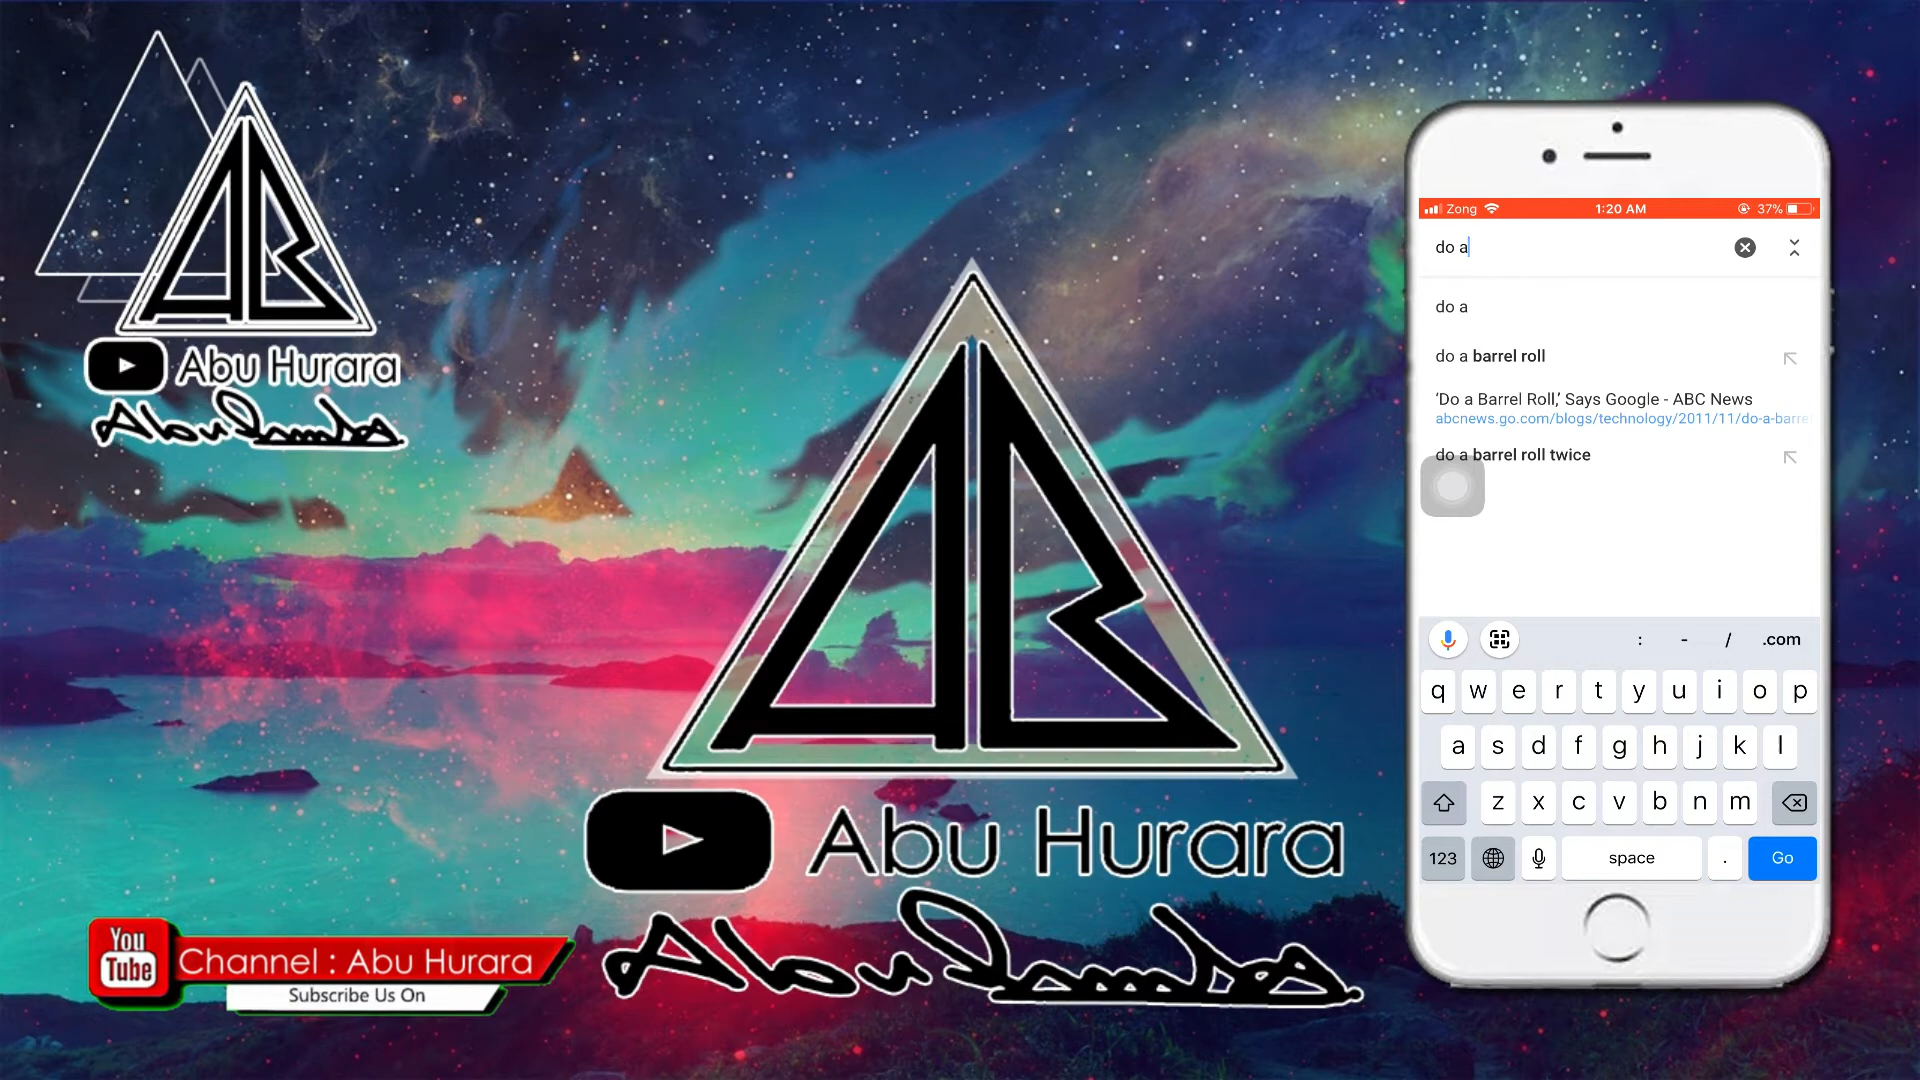 Abu Hurara
Abu Hurara
You
Tube
Channel : Abu Hurara
Subscribe Us On
Zong
1:20 AM
37%
do a
do a
do a barrel roll
‘Do a Barrel Roll,’ Says Google - ABC News
abcnews.go.com/blogs/technology/2011/11/do-a-barre
do a barrel roll twice
: - / .com
q w e r t y u i o p
a s d f g h j k l
z x c v b n m
123 space . Go